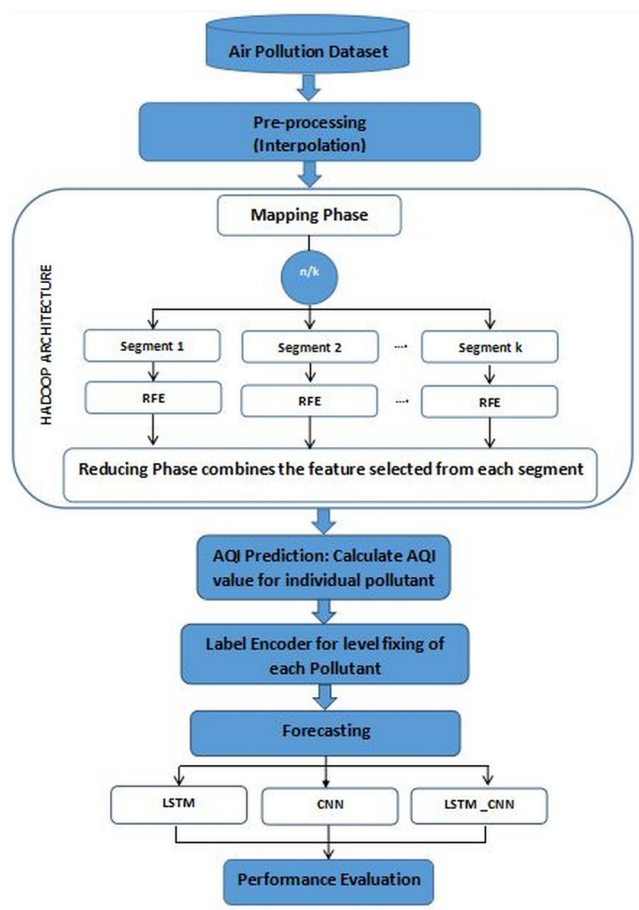 Air Pollution Dataset
Pre-processing
(Interpolation)
HADOOP ARCHITECTURE
Mapping Phase
n/k
Segment 1
Segment 2
....
Segment k
RFE
RFE
....
RFE
Reducing Phase combines the feature selected from each segment
AQI Prediction: Calculate AQI
value for individual pollutant
Label Encoder for level fixing of
each Pollutant
Forecasting
LSTM
CNN
LSTM _CNN
Performance Evaluation